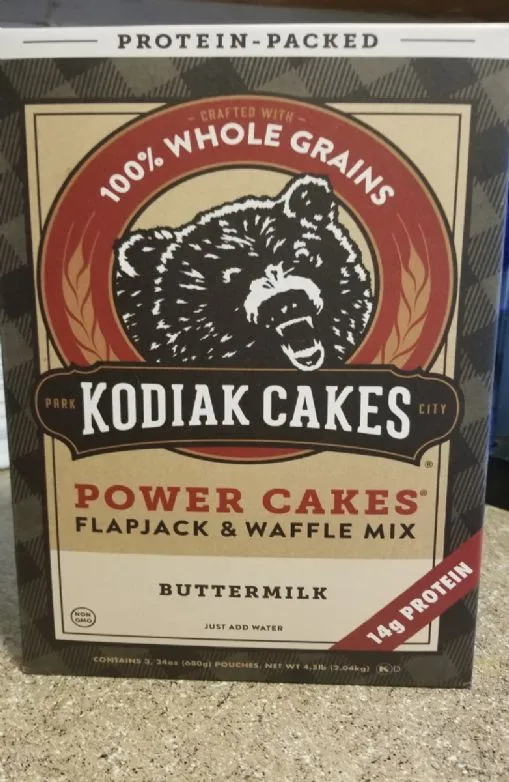 PROTEIN-PACKED
- CRAFTED WITH -
100% WHOLE GRAINS
PARK KODIAK CAKES CITY
®
POWER CAKES®
FLAPJACK & WAFFLE MIX
BUTTERMILK
14g PROTEIN
NON
GMO
JUST ADD WATER
CONTAINS 3, 24oz (680g) POUCHES, NET WT 4.5lb (2.04kg) K D